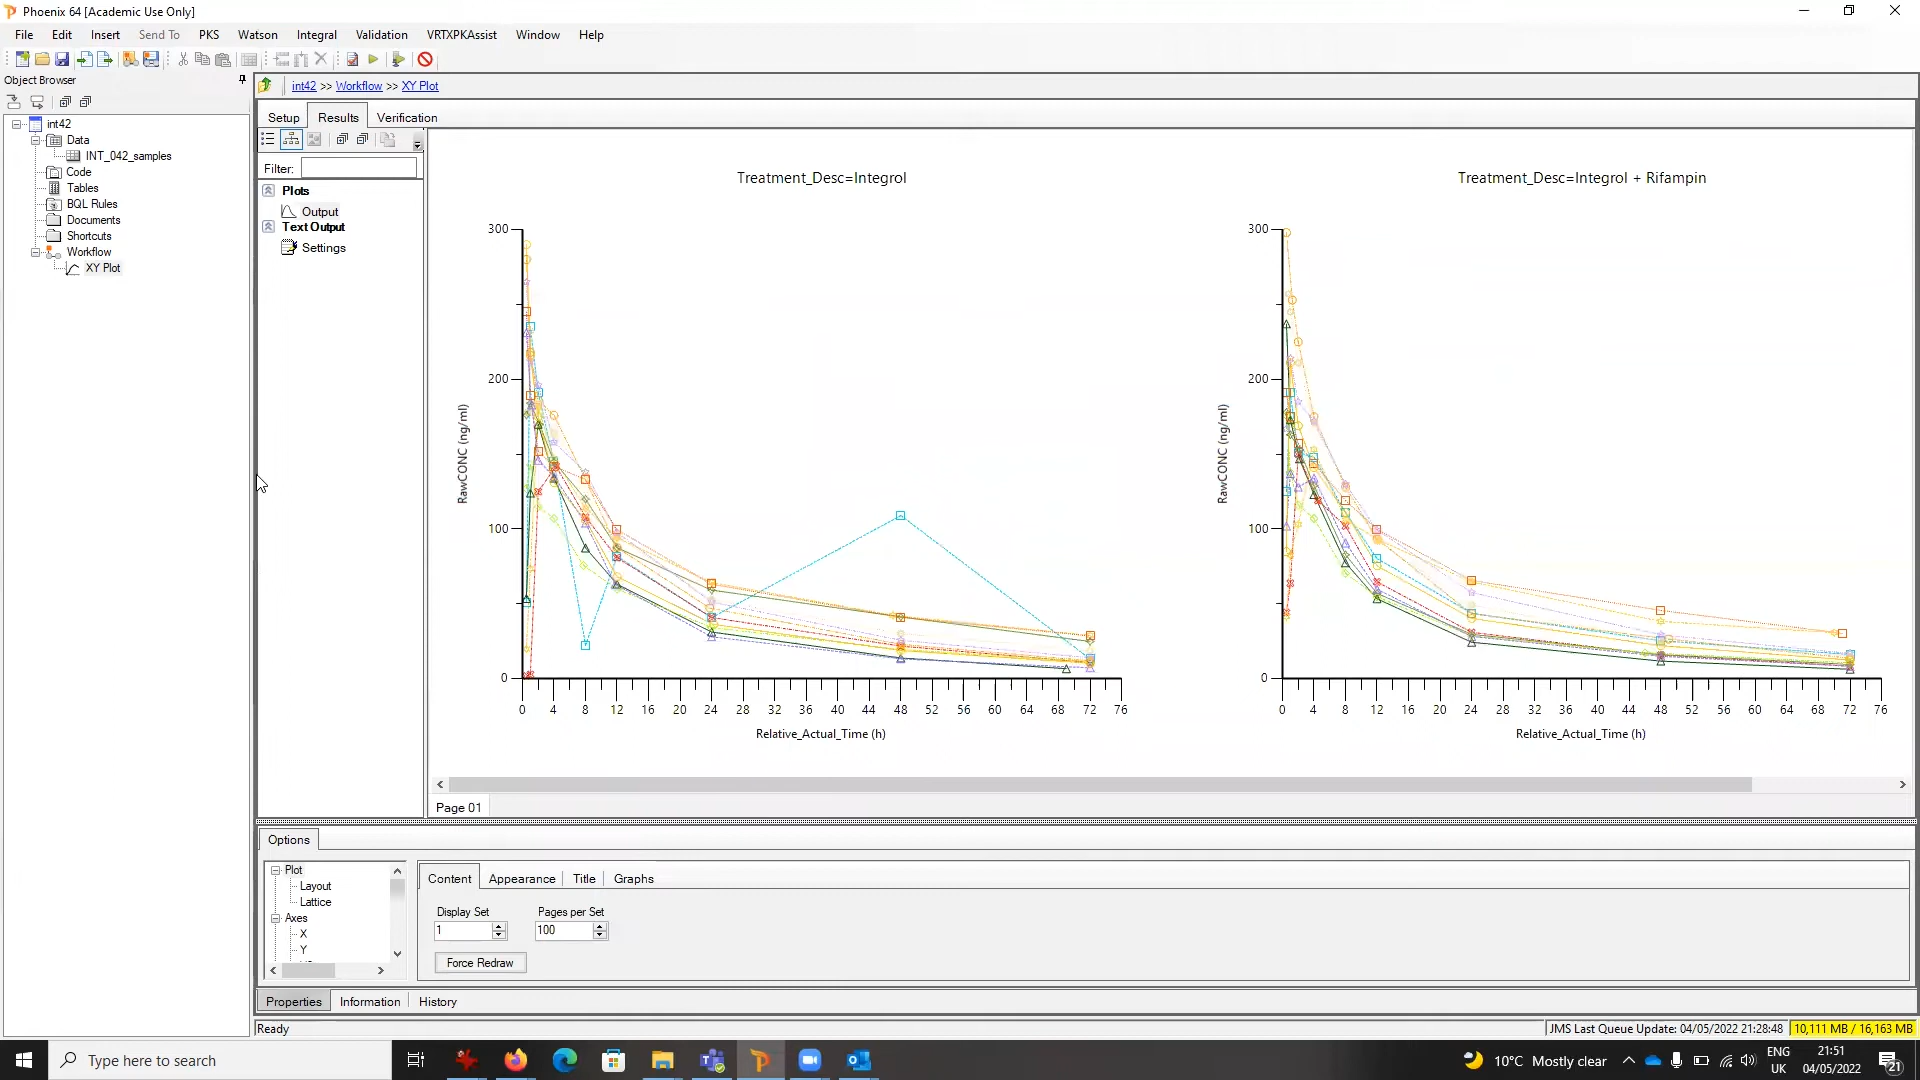 Phoenix 64 [Academic Use Only]
File Edit Insert Send To PKS Watson Integral Validation VRTXPKAssist Window Help
Object Browser
int42
Data
INT_042_samples
Code
Tables
BQL Rules
Documents
Shortcuts
Workflow
XY Plot
int42 >> Workflow >> XY Plot
Setup Results Verification
Filter:
Plots
Output
Text Output
Settings
Treatment_Desc=Integrol
300
200
100
0
RawCONC (ng/ml)
0 4 8 12 16 20 24 28 32 36 40 44 48 52 56 60 64 68 72 76
Relative_Actual_Time (h)
Treatment_Desc=Integrol + Rifampin
300
200
100
0
RawCONC (ng/ml)
0 4 8 12 16 20 24 28 32 36 40 44 48 52 56 60 64 68 72 76
Relative_Actual_Time (h)
Page 01
Options
Plot
Layout
Lattice
Axes
X
Y
Content Appearance Title Graphs
Display Set Pages per Set
1 100
Force Redraw
Properties Information History
Ready JMS Last Queue Update: 04/05/2022 21:28:48 10,111 MB / 16,163 MB
Type here to search
10°C Mostly clear
ENG
UK
21:51
04/05/2022
21